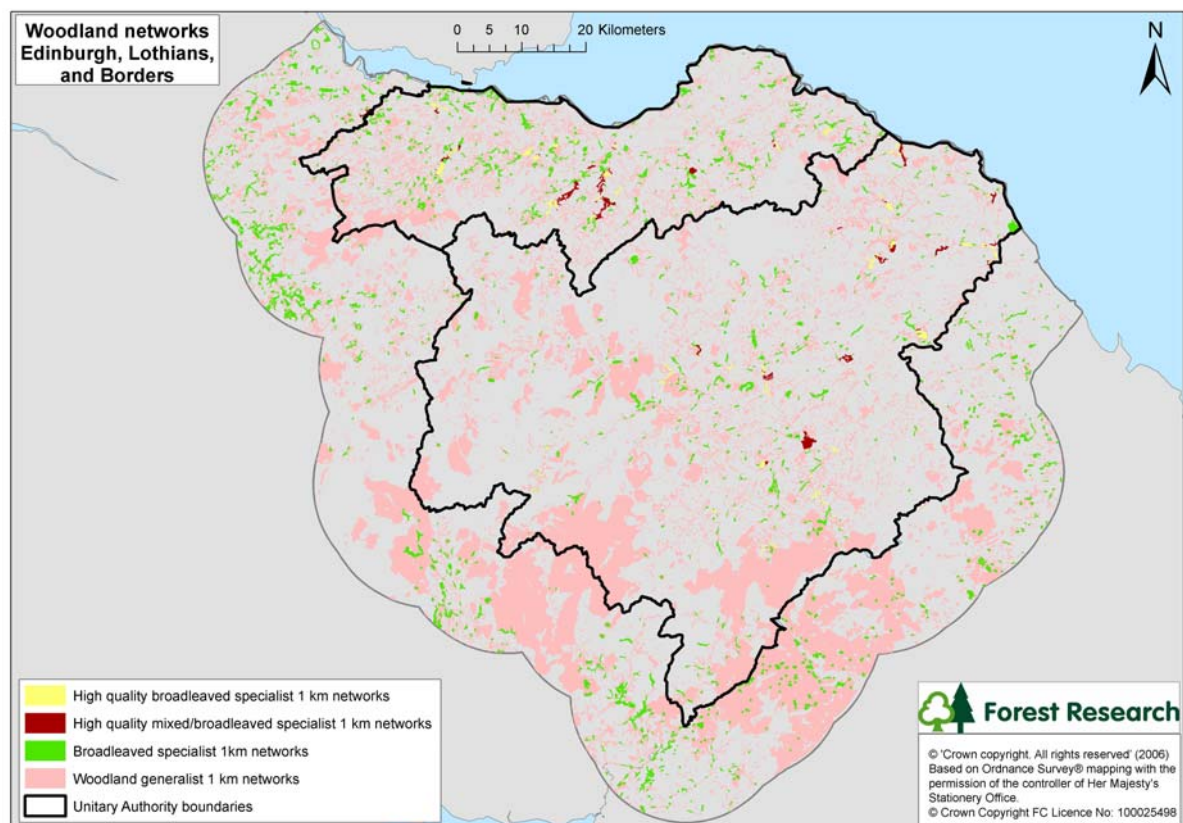 Woodland networks
Edinburgh, Lothians,
and Borders
0 5 10 20 Kilometers
N
High quality broadleaved specialist 1 km networks
High quality mixed/broadleaved specialist 1 km networks
Broadleaved specialist 1km networks
Woodland generalist 1 km networks
Unitary Authority boundaries
Forest Research
© 'Crown copyright. All rights reserved' (2006)
Based on Ordnance Survey® mapping with the
permission of the controller of Her Majesty's
Stationery Office.
© Crown Copyright FC Licence No: 100025498